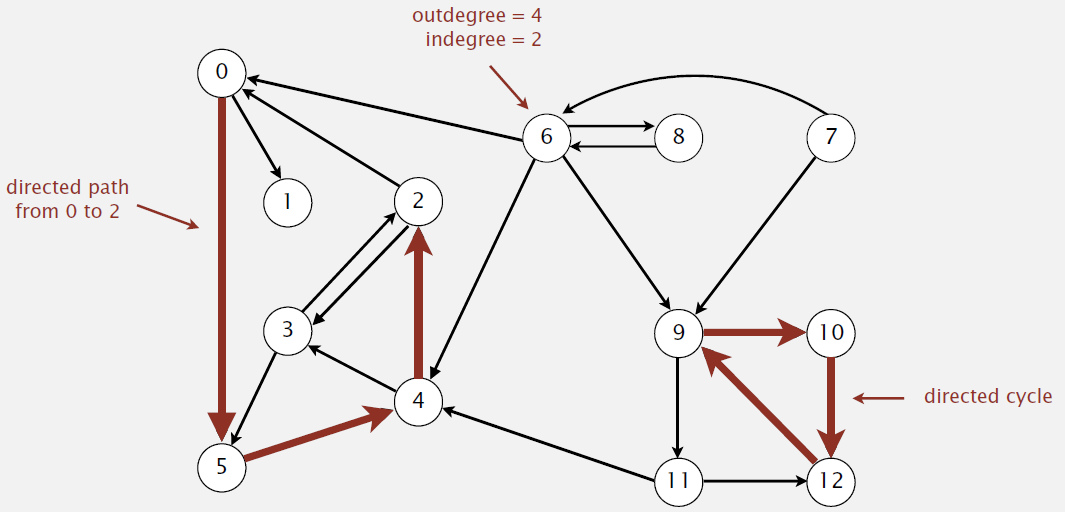 outdegree = 4
indegree = 2
0
6
8
7
directed path
from 0 to 2
1
2
3
9
10
4
directed cycle
5
11
12